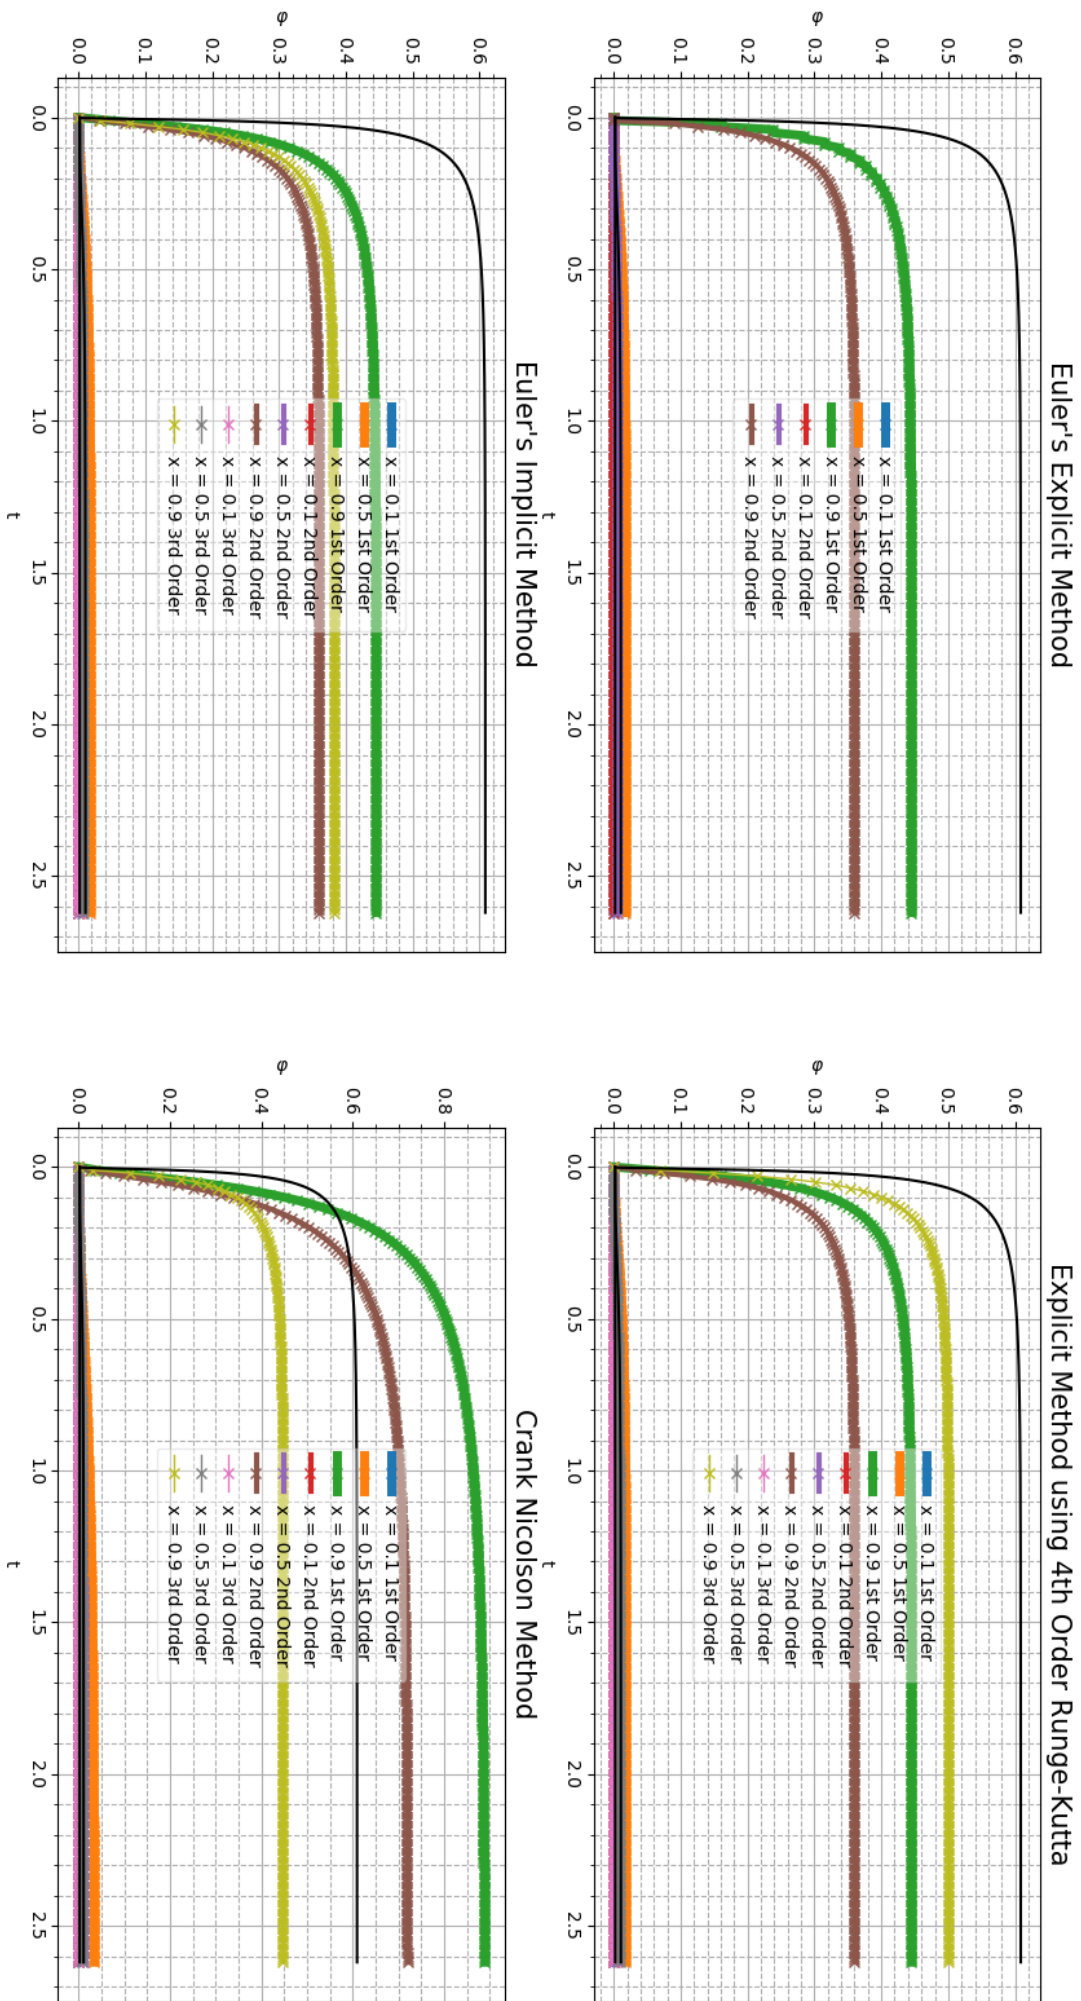 Euler's Explicit Method
φ
0.6
0.5
0.4
0.3
0.2
0.1
0.0
x = 0.1 1st Order
x = 0.5 1st Order
x = 0.9 1st Order
x = 0.1 2nd Order
x = 0.5 2nd Order
x = 0.9 2nd Order
0.0 0.5 1.0 1.5 2.0 2.5
t
Explicit Method using 4th Order Runge-Kutta
φ
0.6
0.5
0.4
0.3
0.2
0.1
0.0
x = 0.1 1st Order
x = 0.5 1st Order
x = 0.9 1st Order
x = 0.1 2nd Order
x = 0.5 2nd Order
x = 0.9 2nd Order
x = 0.1 3rd Order
x = 0.5 3rd Order
x = 0.9 3rd Order
0.0 0.5 1.0 1.5 2.0 2.5
t
Euler's Implicit Method
φ
0.6
0.5
0.4
0.3
0.2
0.1
0.0
x = 0.1 1st Order
x = 0.5 1st Order
x = 0.9 1st Order
x = 0.1 2nd Order
x = 0.5 2nd Order
x = 0.9 2nd Order
x = 0.1 3rd Order
x = 0.5 3rd Order
x = 0.9 3rd Order
0.0 0.5 1.0 1.5 2.0 2.5
t
Crank Nicolson Method
φ
0.8
0.6
0.4
0.2
0.0
x = 0.1 1st Order
x = 0.5 1st Order
x = 0.9 1st Order
x = 0.1 2nd Order
x = 0.5 2nd Order
x = 0.9 2nd Order
x = 0.1 3rd Order
x = 0.5 3rd Order
x = 0.9 3rd Order
0.0 0.5 1.0 1.5 2.0 2.5
t